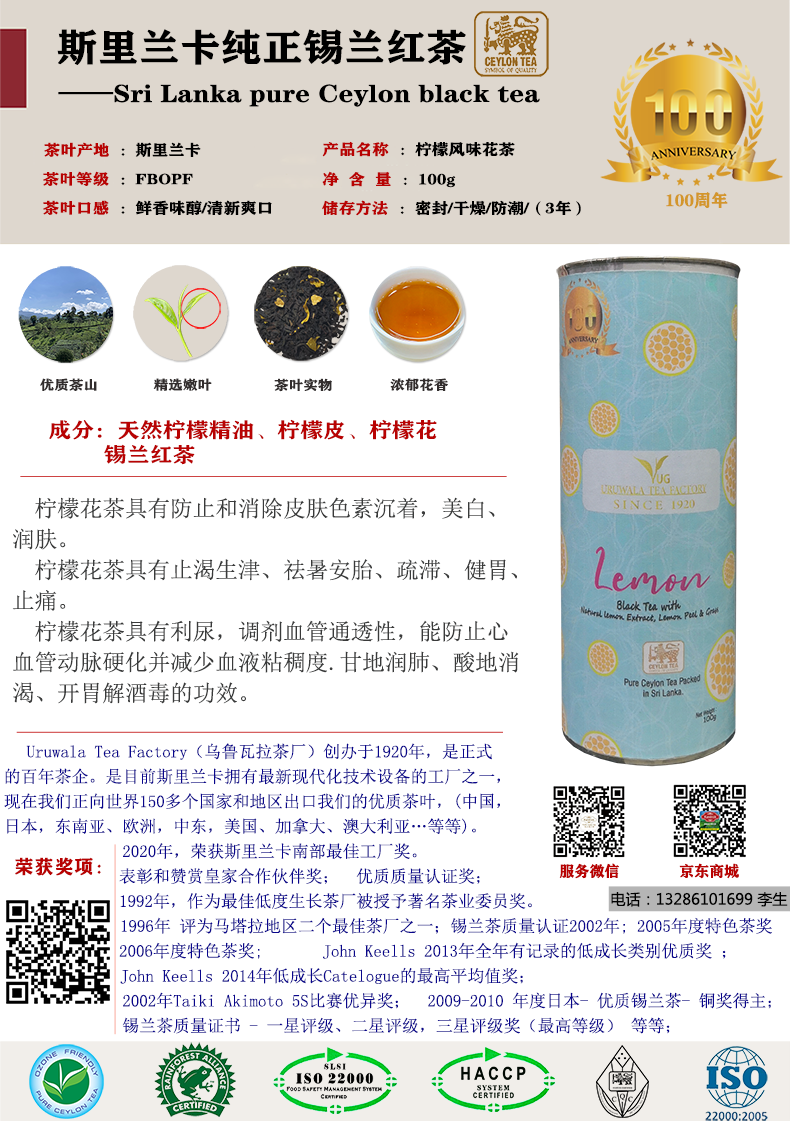 斯里兰卡纯正锡兰红茶
CEYLON TEA
SYMBOL OF QUALITY
——Sri Lanka pure Ceylon black tea
100
ANNIVERSARY
100周年
茶叶产地 : 斯里兰卡
产品名称 : 柠檬风味花茶
茶叶等级 : FBOPF
净 含 量 : 100g
茶叶口感 : 鲜香味醇/清新爽口
储存方法 : 密封/干燥/防潮/（3年）
优质茶山
精选嫩叶
茶叶实物
浓郁花香
成分：天然柠檬精油、柠檬皮、柠檬花
锡兰红茶
柠檬花茶具有防止和消除皮肤色素沉着，美白、
润肤。
柠檬花茶具有止渴生津、祛暑安胎、疏滞、健胃、
止痛。
柠檬花茶具有利尿，调剂血管通透性，能防止心
血管动脉硬化并减少血液粘稠度.甘地润肺、酸地消
渴、开胃解酒毒的功效。
100
ANNIVERSARY
UG
URUWALA TEA FACTORY
SINCE 1920
Lemon
Black Tea with
Natural lemon Extract, Lemon Peel & Grass
CEYLON TEA
Pure Ceylon Tea Packed
in Sri Lanka.
Net Weight
100g
Uruwala Tea Factory（乌鲁瓦拉茶厂）创办于1920年，是正式
的百年茶企。是目前斯里兰卡拥有最新现代化技术设备的工厂之一，
现在我们正向世界150多个国家和地区出口我们的优质茶叶，(中国，
日本，东南亚、欧洲，中东，美国、加拿大、澳大利亚…等等)。
服务微信
京东商城
电话：13286101699 李生
荣获奖项：
2020年，荣获斯里兰卡南部最佳工厂奖。
表彰和赞赏皇家合作伙伴奖； 优质质量认证奖；
1992年，作为最佳低度生长茶厂被授予著名茶业委员奖。
1996年 评为马塔拉地区二个最佳茶厂之一；锡兰茶质量认证2002年; 2005年度特色茶奖
2006年度特色茶奖; John Keells 2013年全年有记录的低成长类别优质奖 ；
John Keells 2014年低成长Catelogue的最高平均值奖；
2002年Taiki Akimoto 5S比赛优异奖； 2009-2010 年度日本- 优质锡兰茶- 铜奖得主；
锡兰茶质量证书 - 一星评级、二星评级，三星评级奖（最高等级） 等等；
OZONE FRIENDLY
PURE CEYLON TEA
RAINFOREST ALLIANCE
CERTIFIED
SLSI
ISO 22000
FOOD SAFETY MANAGEMENT SYSTEM
CERTIFIED
HACCP
SYSTEM
CERTIFIED
ISO
22000:2005